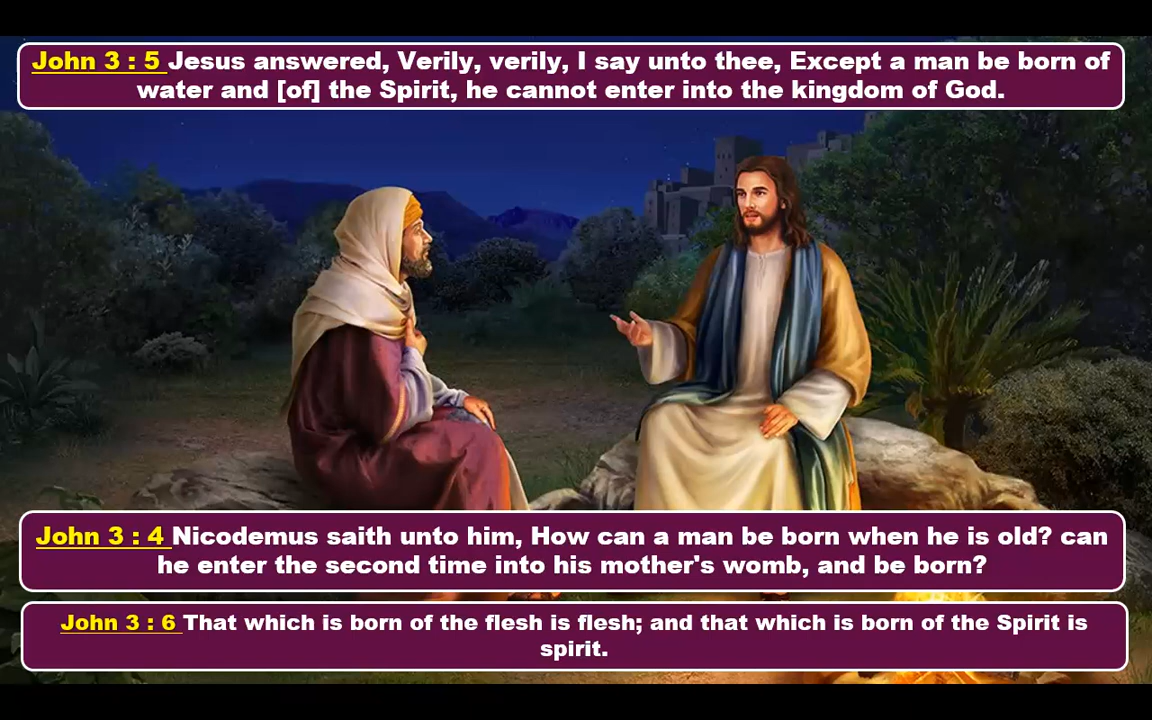 John 3 : 5 Jesus answered, Verily, verily, I say unto thee, Except a man be born of
water and [of] the Spirit, he cannot enter into the kingdom of God.
John 3 : 4 Nicodemus saith unto him, How can a man be born when he is old? can
he enter the second time into his mother's womb, and be born?
John 3 : 6 That which is born of the flesh is flesh; and that which is born of the Spirit is
spirit.